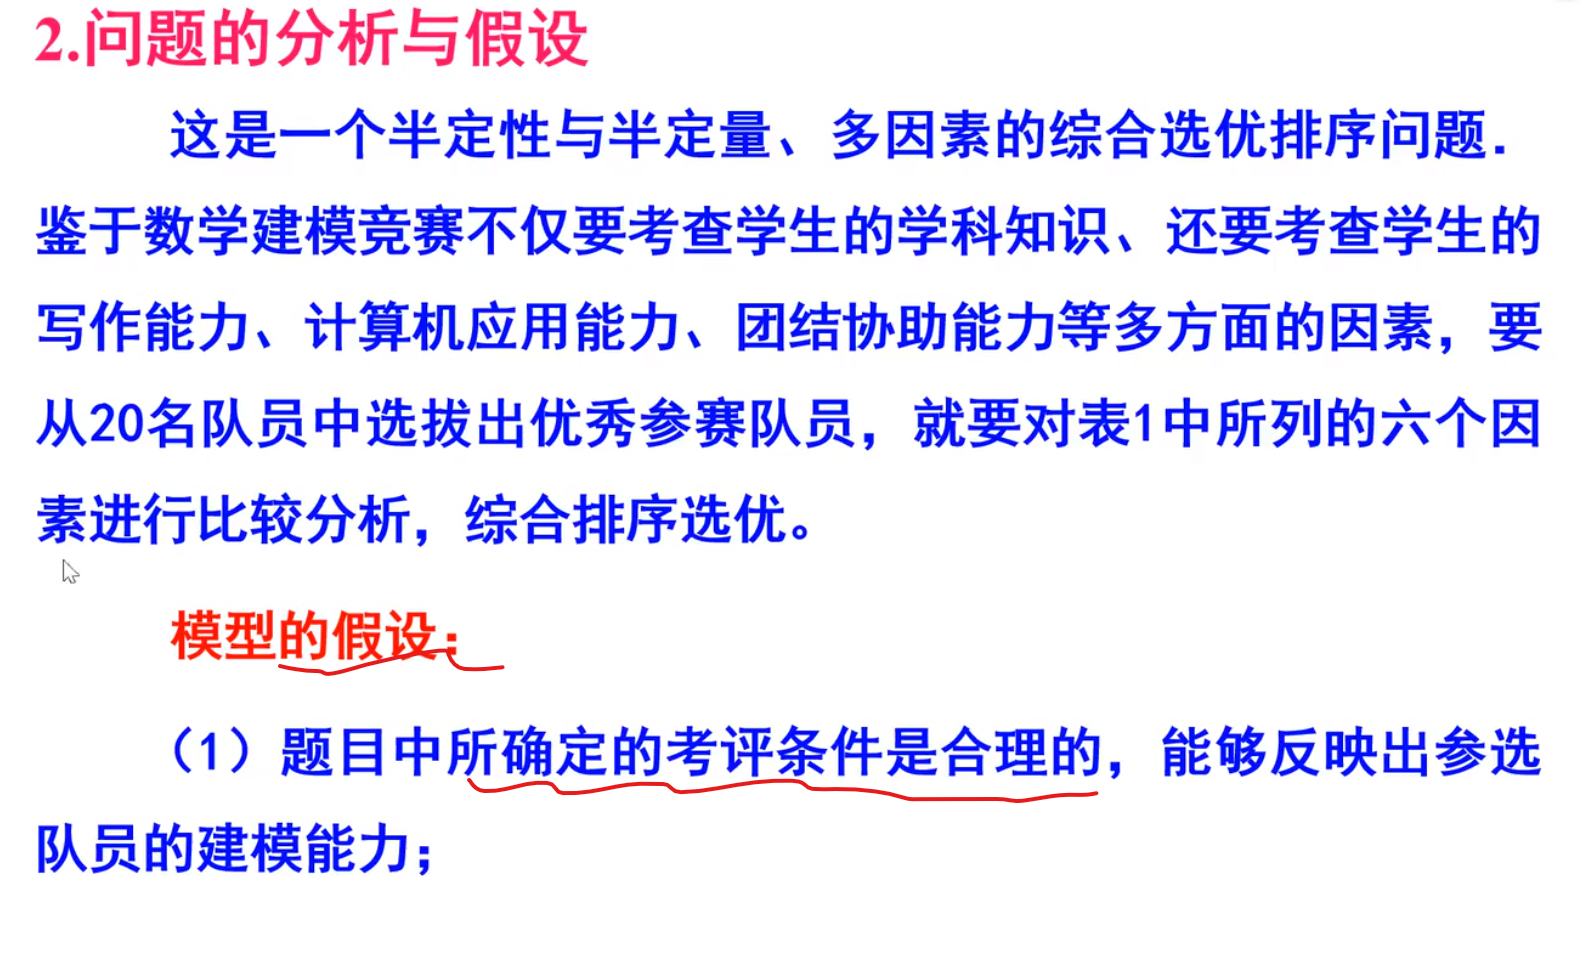 2.问题的分析与假设
这是一个半定性与半定量、多因素的综合选优排序问题.
鉴于数学建模竞赛不仅要考查学生的学科知识、还要考查学生的
写作能力、计算机应用能力、团结协助能力等多方面的因素，要
从20名队员中选拔出优秀参赛队员，就要对表1中所列的六个因
素进行比较分析，综合排序选优。
模型的假设：
（1）题目中所确定的考评条件是合理的，能够反映出参选
队员的建模能力；